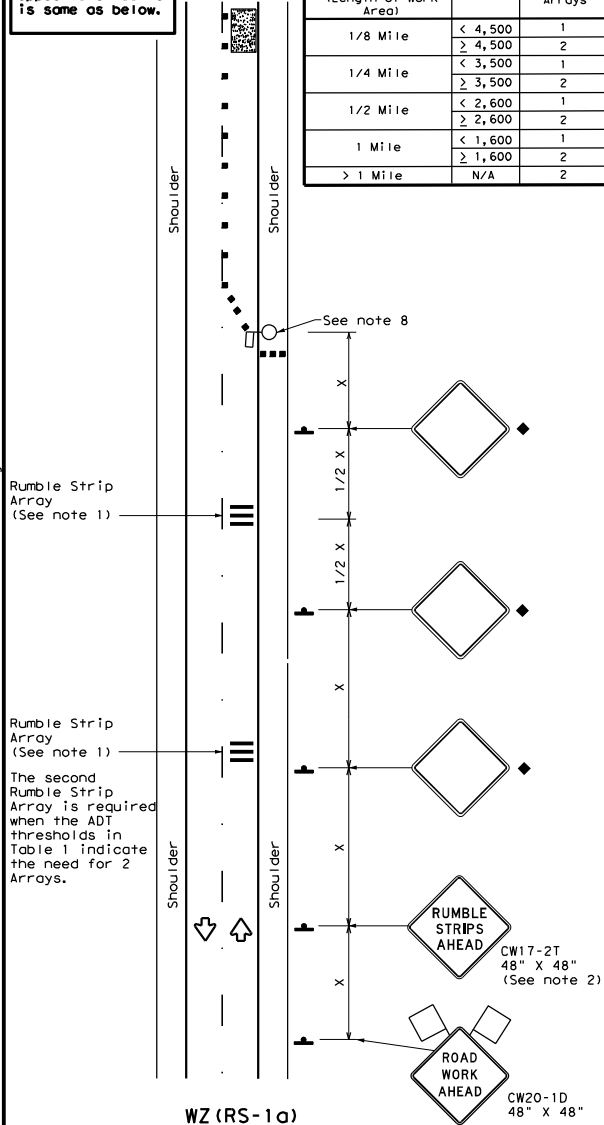 is same as below.
Area)
Arrays
1/8 Mile
< 4,500
1
≥ 4,500
2
1/4 Mile
< 3,500
1
≥ 3,500
2
1/2 Mile
< 2,600
1
≥ 2,600
2
1 Mile
< 1,600
1
≥ 1,600
2
> 1 Mile
N/A
2
Shoulder
Shoulder
See note 8
X
1/2 X
Rumble Strip
Array
(See note 1)
1/2 X
X
Rumble Strip
Array
(See note 1)
The second
Rumble Strip
Array is required
when the ADT
thresholds in
Table 1 indicate
the need for 2
Arrays.
X
Shoulder
Shoulder
RUMBLE
STRIPS
AHEAD
CW17-2T
48" X 48"
(See note 2)
X
ROAD
WORK
AHEAD
CW20-1D
48" X 48"
WZ(RS-1a)